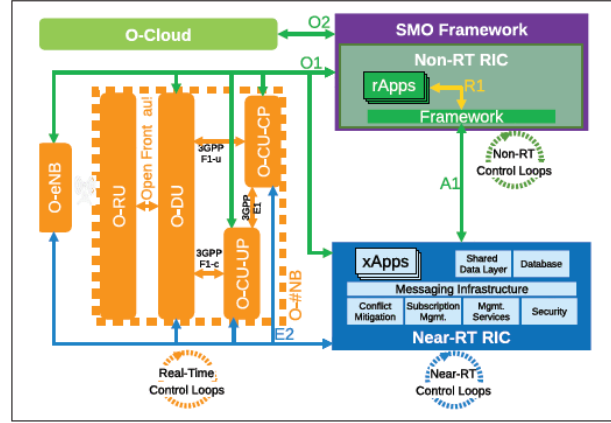 O-Cloud
O2
SMO Framework
Non-RT RIC
rApps
R1
Framework
O1
O-eNB
O-RU
Open Front au!
O-DU
3GPP
F1-u
O-CU-CP
3GPP
E1
3GPP
F1-c
O-CU-UP
O-#NB
Non-RT
Control Loops
A1
xApps
Shared
Data Layer
Database
Messaging Infrastructure
Conflict
Mitigation
Subscription
Mgmt.
Mgmt.
Services
Security
Near-RT RIC
E2
Real-Time
Control Loops
Near-RT
Control Loops